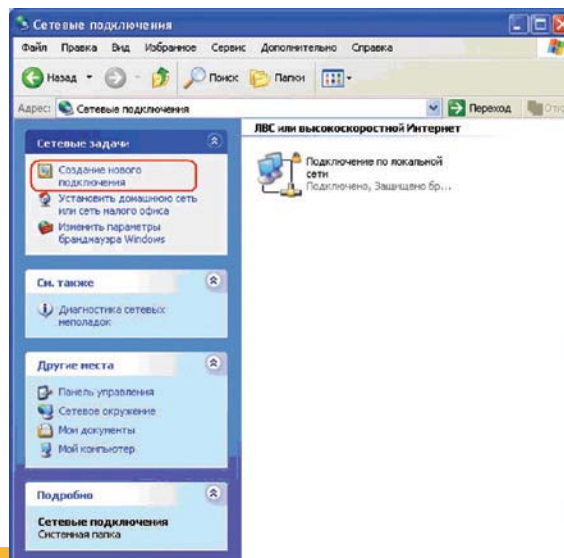 Сетевые подключения
Файл Правка Вид Избранное Сервис Дополнительно Справка
Назад Поиск Папки
Адрес: Сетевые подключения Переход
Сетевые задачи
Создание нового
подключения
Установить домашнюю сеть
или сеть малого офиса
Изменить параметры
брандмауэра Windows
См. также
Диагностика сетевых
неполадок
Другие места
Панель управления
Сетевое окружение
Мои документы
Мой компьютер
Подробно
Сетевые подключения
Системная папка
ЛВС или высокоскоростной Интернет
Подключение по локальной
сети
Подключено, Защищено бр...